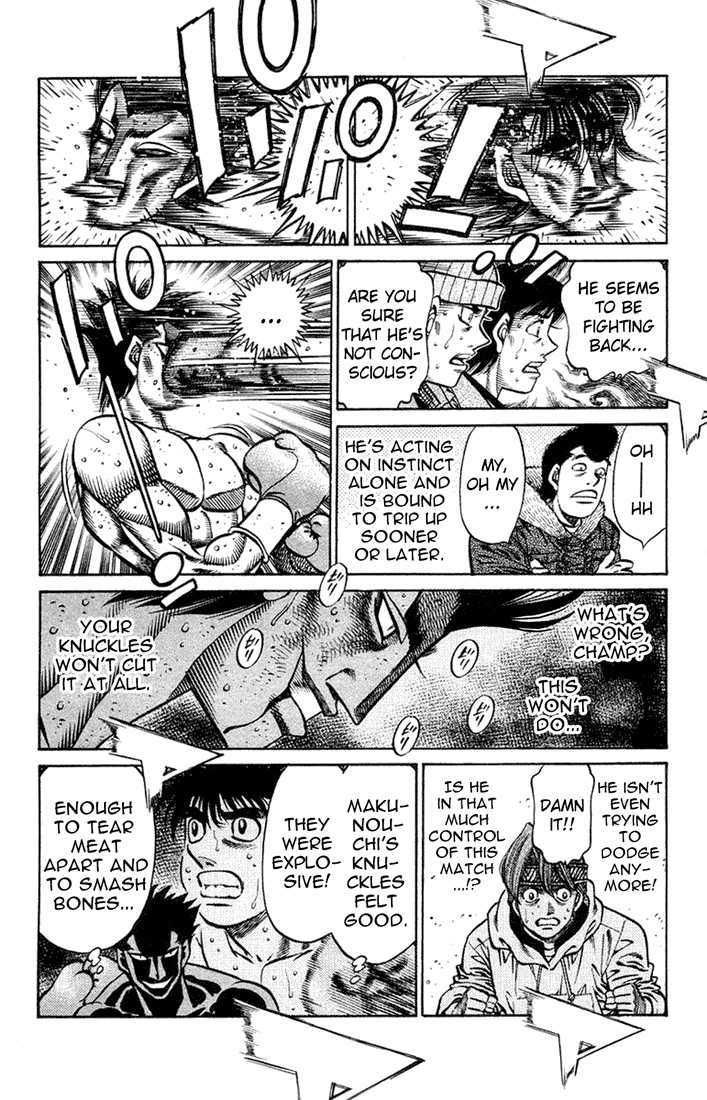 HE SEEMS
TO BE
FIGHTING
BACK...
ARE YOU
SURE
THAT HE'S
NOT CON-
SCIOUS?
...
OH
—
HH
MY,
OH MY
...
HE'S ACTING
ON INSTINCT
ALONE AND
IS BOUND
TO TRIP UP
SOONER
OR LATER.
WHAT'S
WRONG,
CHAMP?
THIS
WON'T
DO...
YOUR
KNUCKLES
WON'T CUT
IT AT ALL.
HE ISN'T
EVEN
TRYING
TO
DODGE
ANY-
MORE!
DAMN
IT!!
IS HE
IN THAT
MUCH
CONTROL
OF THIS
MATCH
...!?
MAKU-
NOU-
CHI'S
KNU-
CKLES
FELT
GOOD.
THEY
WERE
EXPLO-
SIVE!
ENOUGH
TO TEAR
MEAT
APART AND
TO SMASH
BONES...